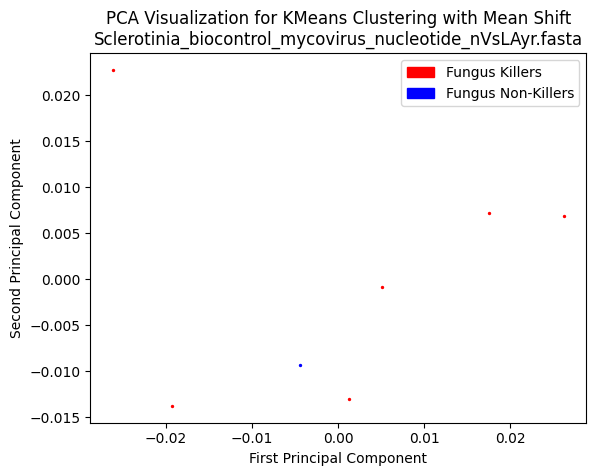 PCA Visualization for KMeans Clustering with Mean Shift
Sclerotinia_biocontrol_mycovirus_nucleotide_nVsLAyr.fasta
Fungus Killers
Fungus Non-Killers
Second Principal Component
0.020
0.015
0.010
0.005
0.000
−0.005
−0.010
−0.015
−0.02
−0.01
0.00
0.01
0.02
First Principal Component